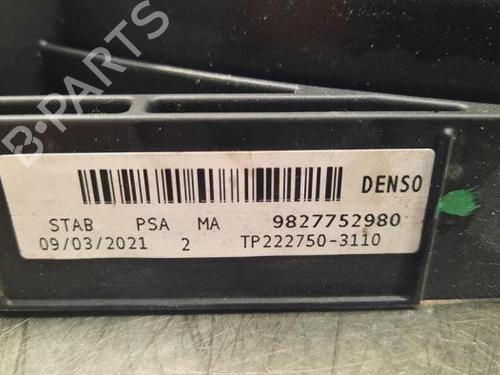 B-PARTS
DENSO
STAB PSA MA 9827752980
09/03/2021 2 TP222750-3110